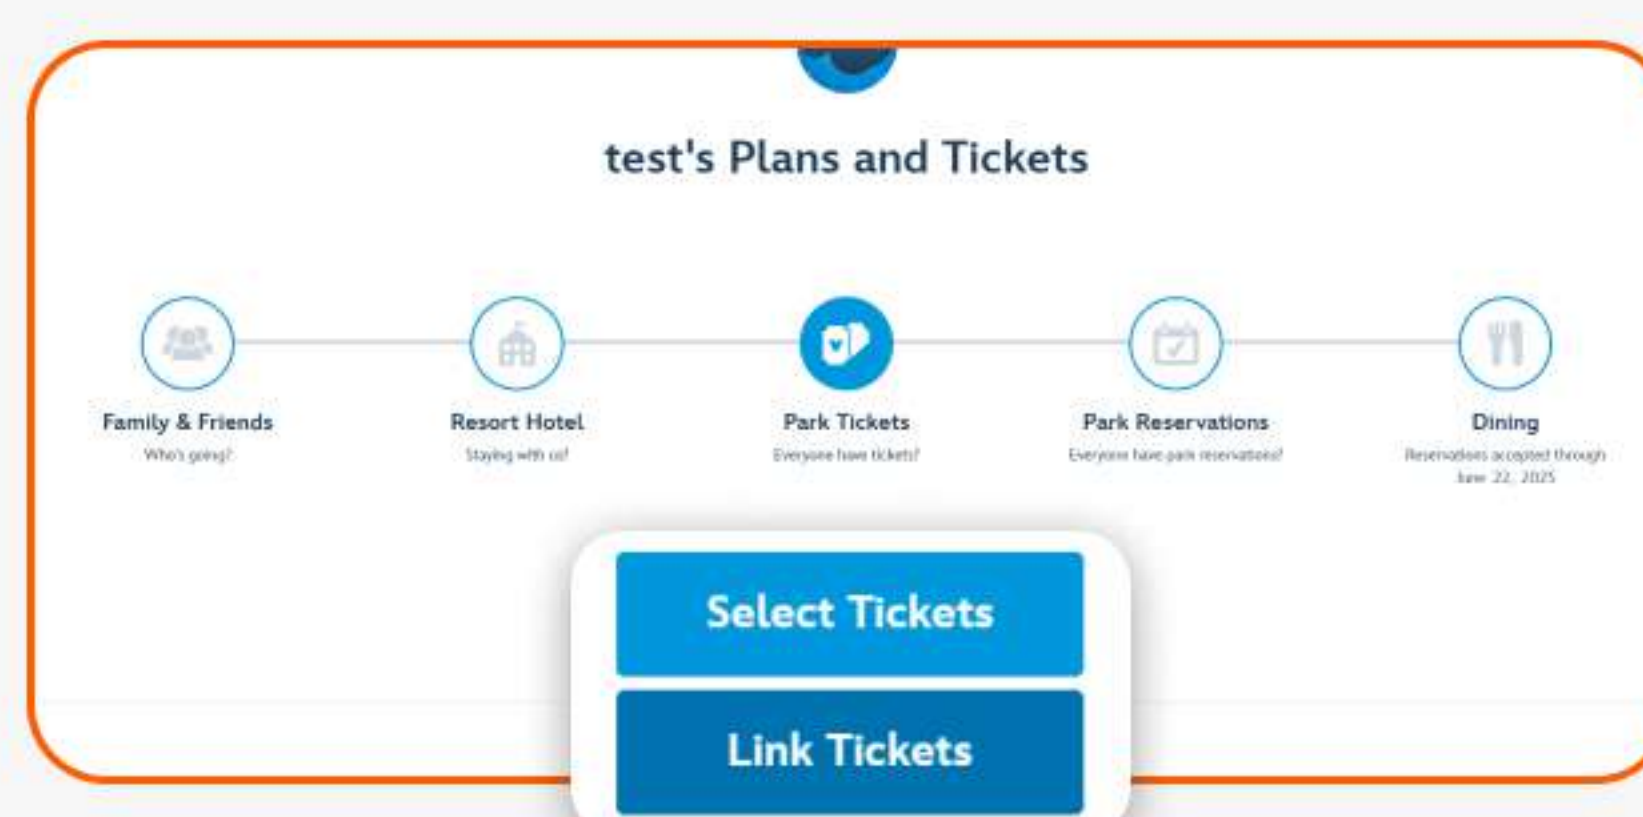 test's Plans and Tickets
Family & Friends
Who's going?
Resort Hotel
Staying with us?
Park Tickets
Everyone have tickets?
Park Reservations
Everyone have park reservations?
Dining
Reservations accepted through
June 22, 2025
Select Tickets
Link Tickets